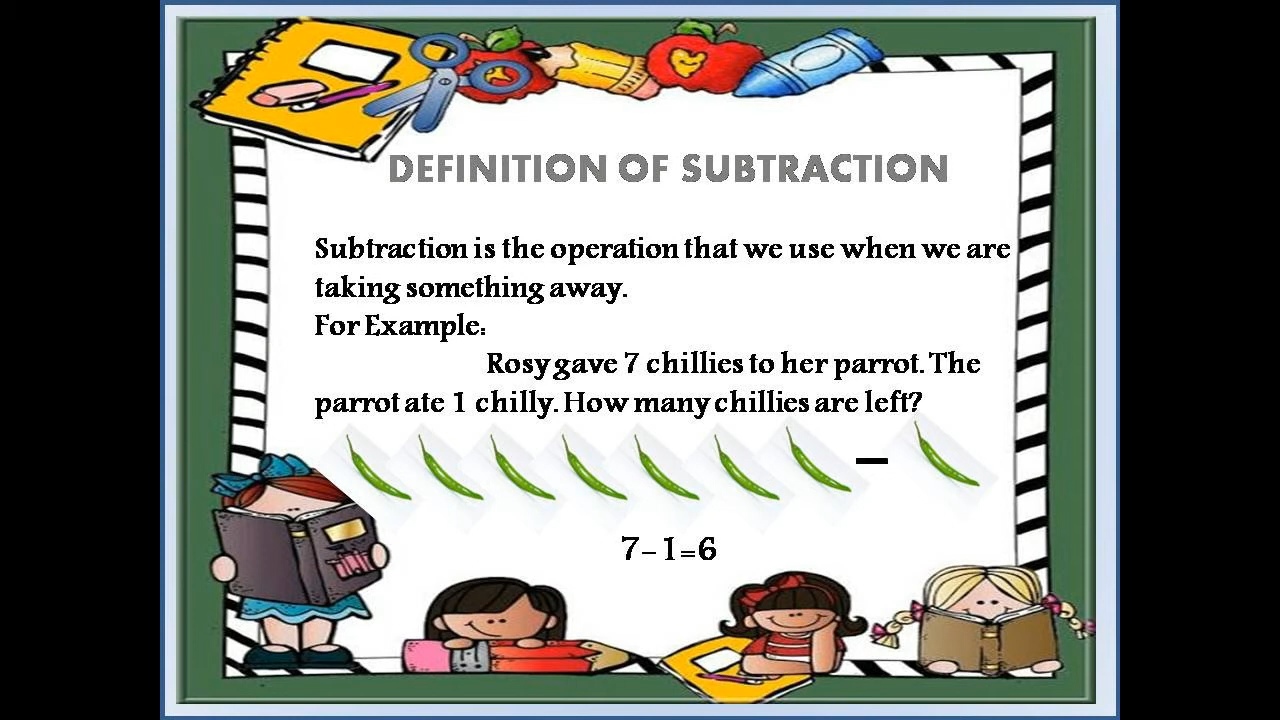 DEFINITION OF SUBTRACTION
Subtraction is the operation that we use when we are
taking something away.
For Example:
Rosy gave 7 chillies to her parrot. The
parrot ate 1 chilly. How many chillies are left?
–
7–1=6